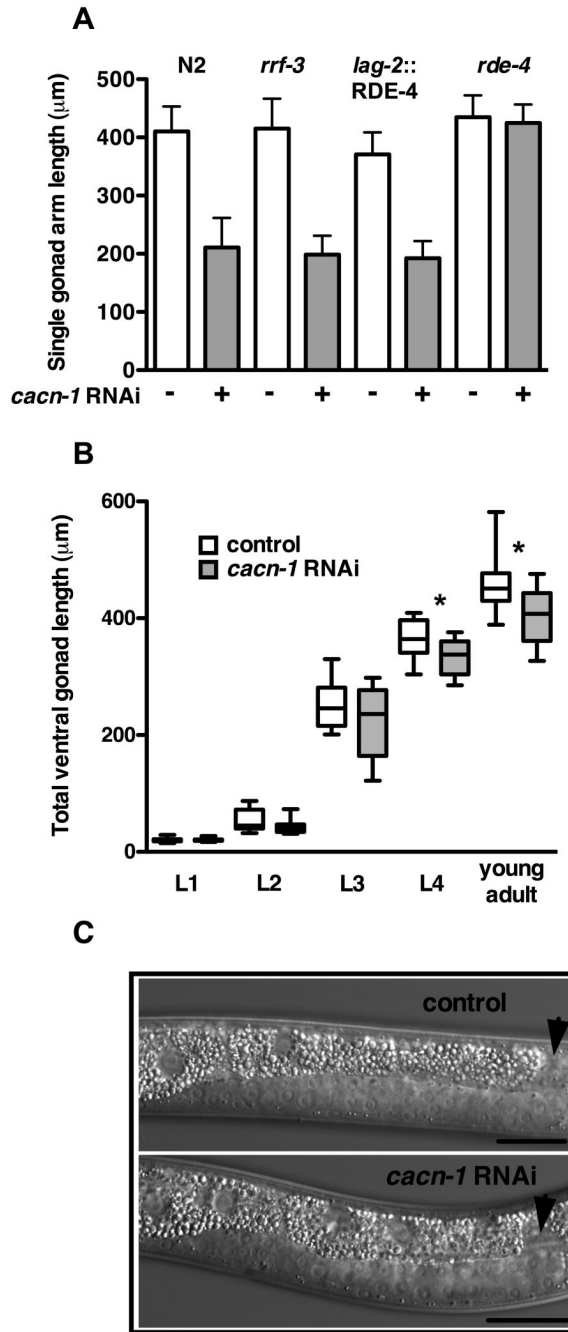 A
N2 rrf-3 lag-2:: rde-4
RDE-4
Single gonad arm length (μm)
500
400
300
200
100
0
cacn-1 RNAi - + - + - + - +
B
Total ventral gonad length (μm)
600
400
200
0
control
cacn-1 RNAi
*
*
L1 L2 L3 L4 young
adult
C
control
cacn-1 RNAi